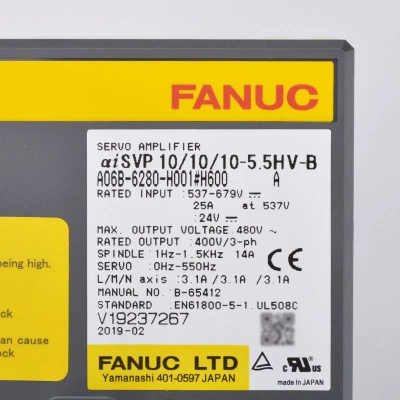 FANUC
SERVO AMPLIFIER
αiSVP 10/10/10-5.5HV-B
A06B-6280-H001#H600 A
RATED INPUT : 537-679V ⎓
25A at 537V
:24V ⎓
MAX. OUTPUT VOLTAGE:480V ~
RATED OUTPUT:400V/3-ph
SPINDLE :1Hz-1.5KHz 14A
SERVO :0Hz-550Hz
L/M/N axis :3.1A /3.1A /3.1A
MANUAL NO. :B-65412
STANDARD :EN61800-5-1.UL508C
V19237267
2019-02
FANUC LTD
Yamanashi 401-0597 JAPAN
CE
c RU us
MADE IN JAPAN
being high.
ock
an cause
ck